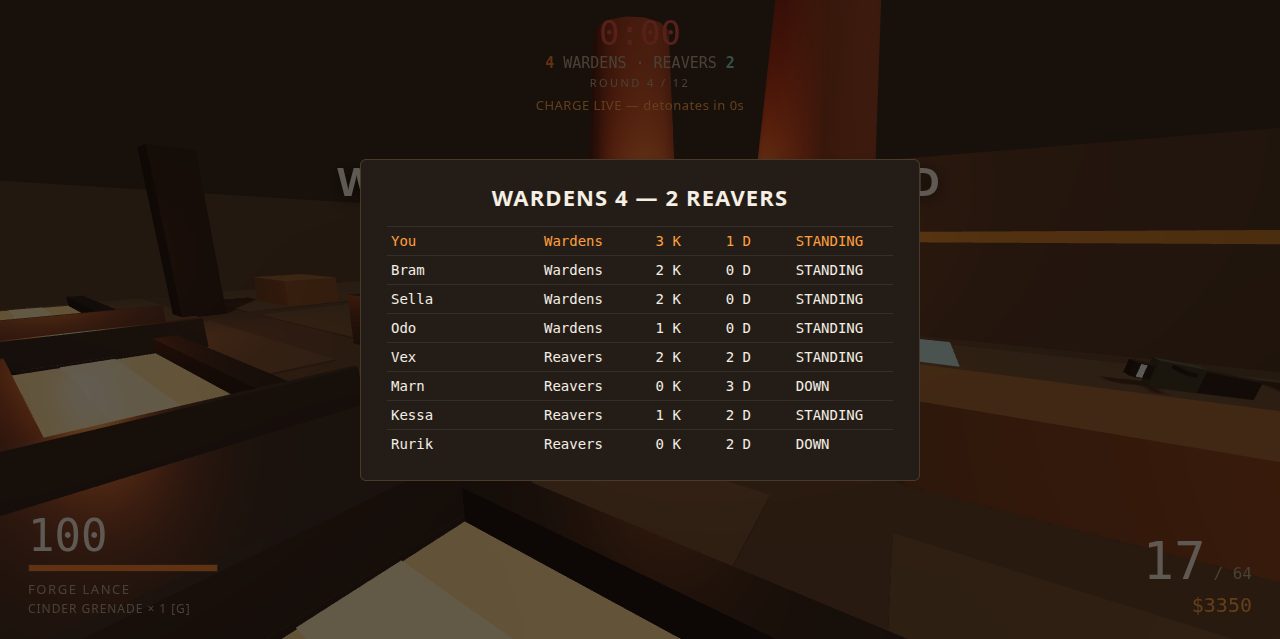 0:00
4 WARDENS · REAVERS 2
ROUND 4 / 12
CHARGE LIVE — detonates in 0s
WARDENS 4 — 2 REAVERS
You Wardens 3 K 1 D STANDING
Bram Wardens 2 K 0 D STANDING
Sella Wardens 2 K 0 D STANDING
Odo Wardens 1 K 0 D STANDING
Vex Reavers 2 K 2 D STANDING
Marn Reavers 0 K 3 D DOWN
Kessa Reavers 1 K 2 D STANDING
Rurik Reavers 0 K 2 D DOWN
100
FORGE LANCE
CINDER GRENADE × 1 [G]
17 / 64
$3350